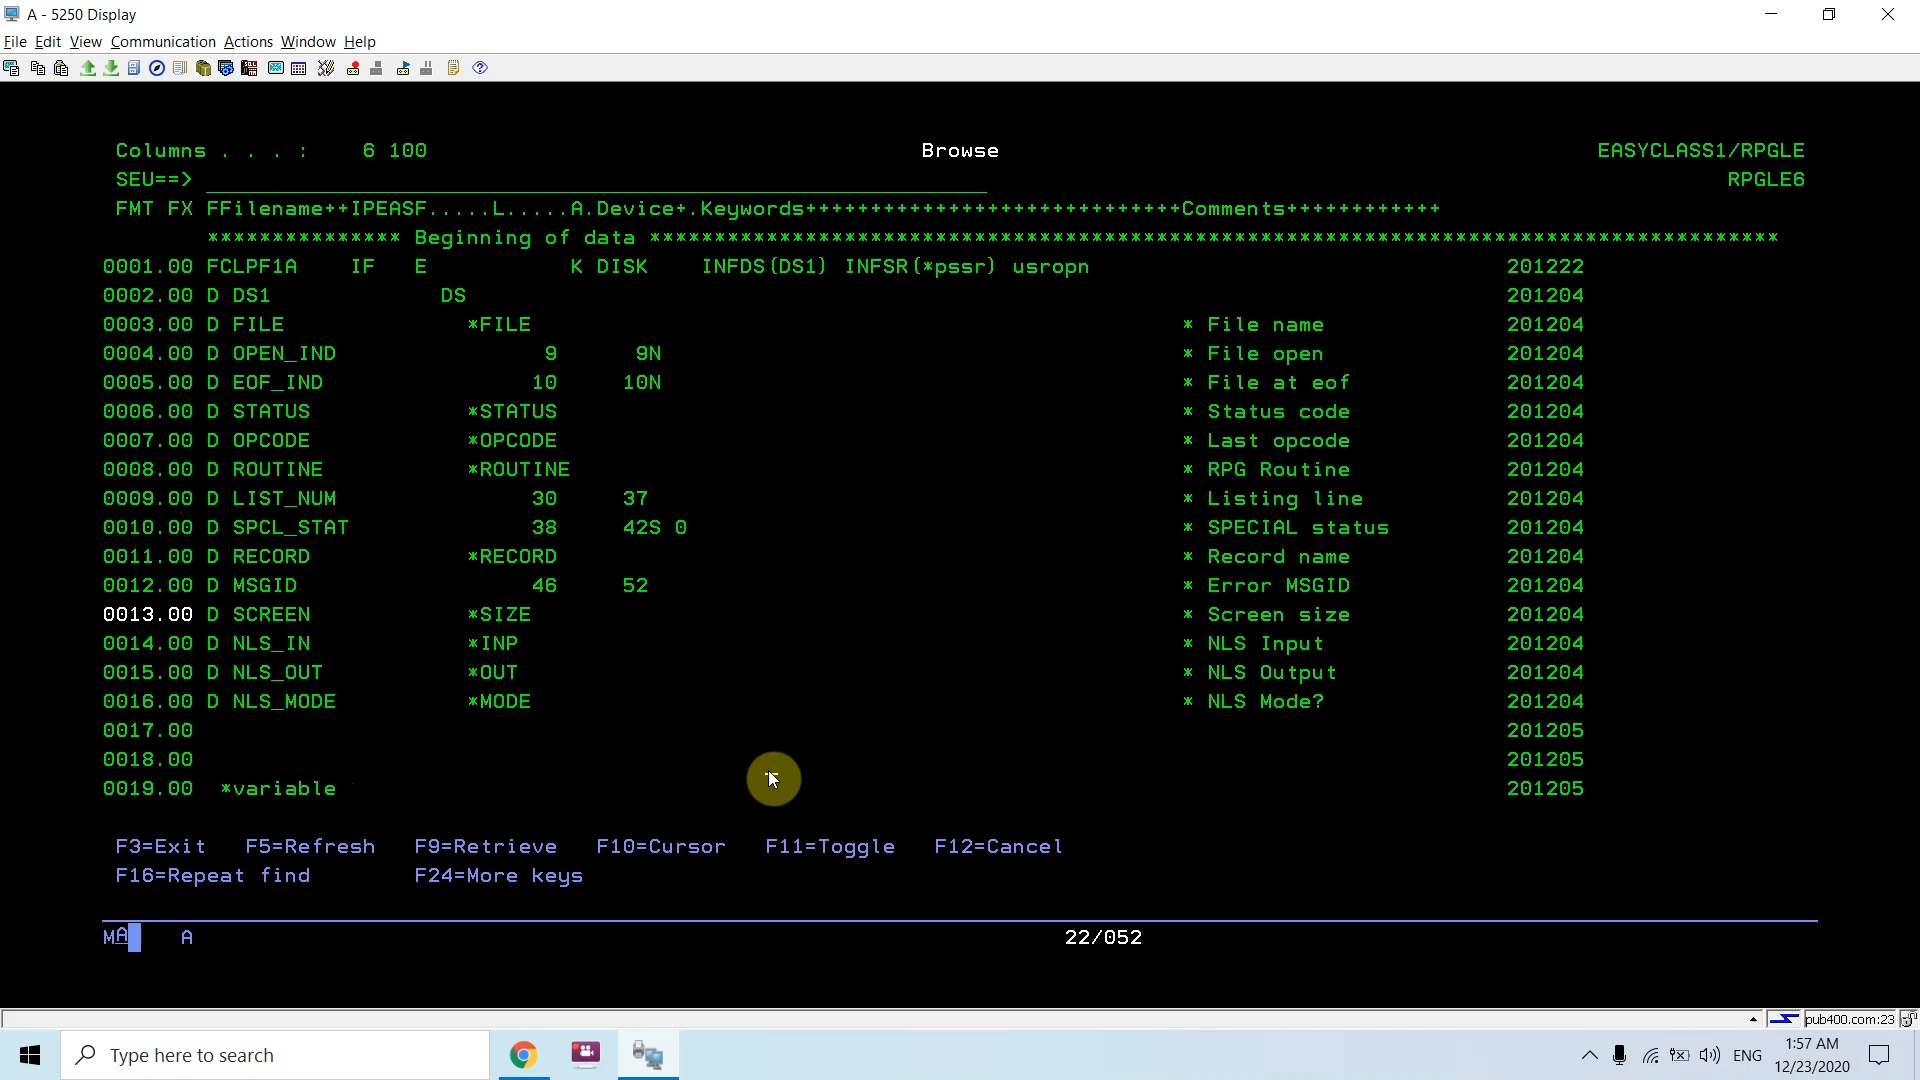 A - 5250 Display
File Edit View Communication Actions Window Help
Columns . . . :    6 100    Browse    EASYCLASS1/RPGLE
SEU==>    RPGLE6
FMT FX FFilename++IPEASF.....L.....A.Device+.Keywords+++++++++++++++++++++++++++++Comments++++++++++++
*************** Beginning of data ***************************************************************************************
0001.00 FCLPF1A    IF   E           K DISK    INFDS(DS1) INFSR(*pssr) usropn    201222
0002.00 D DS1             DS    201204
0003.00 D FILE              *FILE    * File name    201204
0004.00 D OPEN_IND                9      9N    * File open    201204
0005.00 D EOF_IND                10     10N    * File at eof    201204
0006.00 D STATUS            *STATUS    * Status code    201204
0007.00 D OPCODE            *OPCODE    * Last opcode    201204
0008.00 D ROUTINE           *ROUTINE    * RPG Routine    201204
0009.00 D LIST_NUM               30     37    * Listing line    201204
0010.00 D SPCL_STAT              38     42S 0    * SPECIAL status    201204
0011.00 D RECORD            *RECORD    * Record name    201204
0012.00 D MSGID                  46     52    * Error MSGID    201204
0013.00 D SCREEN            *SIZE    * Screen size    201204
0014.00 D NLS_IN            *INP    * NLS Input    201204
0015.00 D NLS_OUT           *OUT    * NLS Output    201204
0016.00 D NLS_MODE          *MODE    * NLS Mode?    201204
0017.00    201205
0018.00    201205
0019.00  *variable    201205
F3=Exit   F5=Refresh   F9=Retrieve   F10=Cursor   F11=Toggle   F12=Cancel
F16=Repeat find        F24=More keys
MA    A    22/052
pub400.com:23
Type here to search
ENG
1:57 AM
12/23/2020